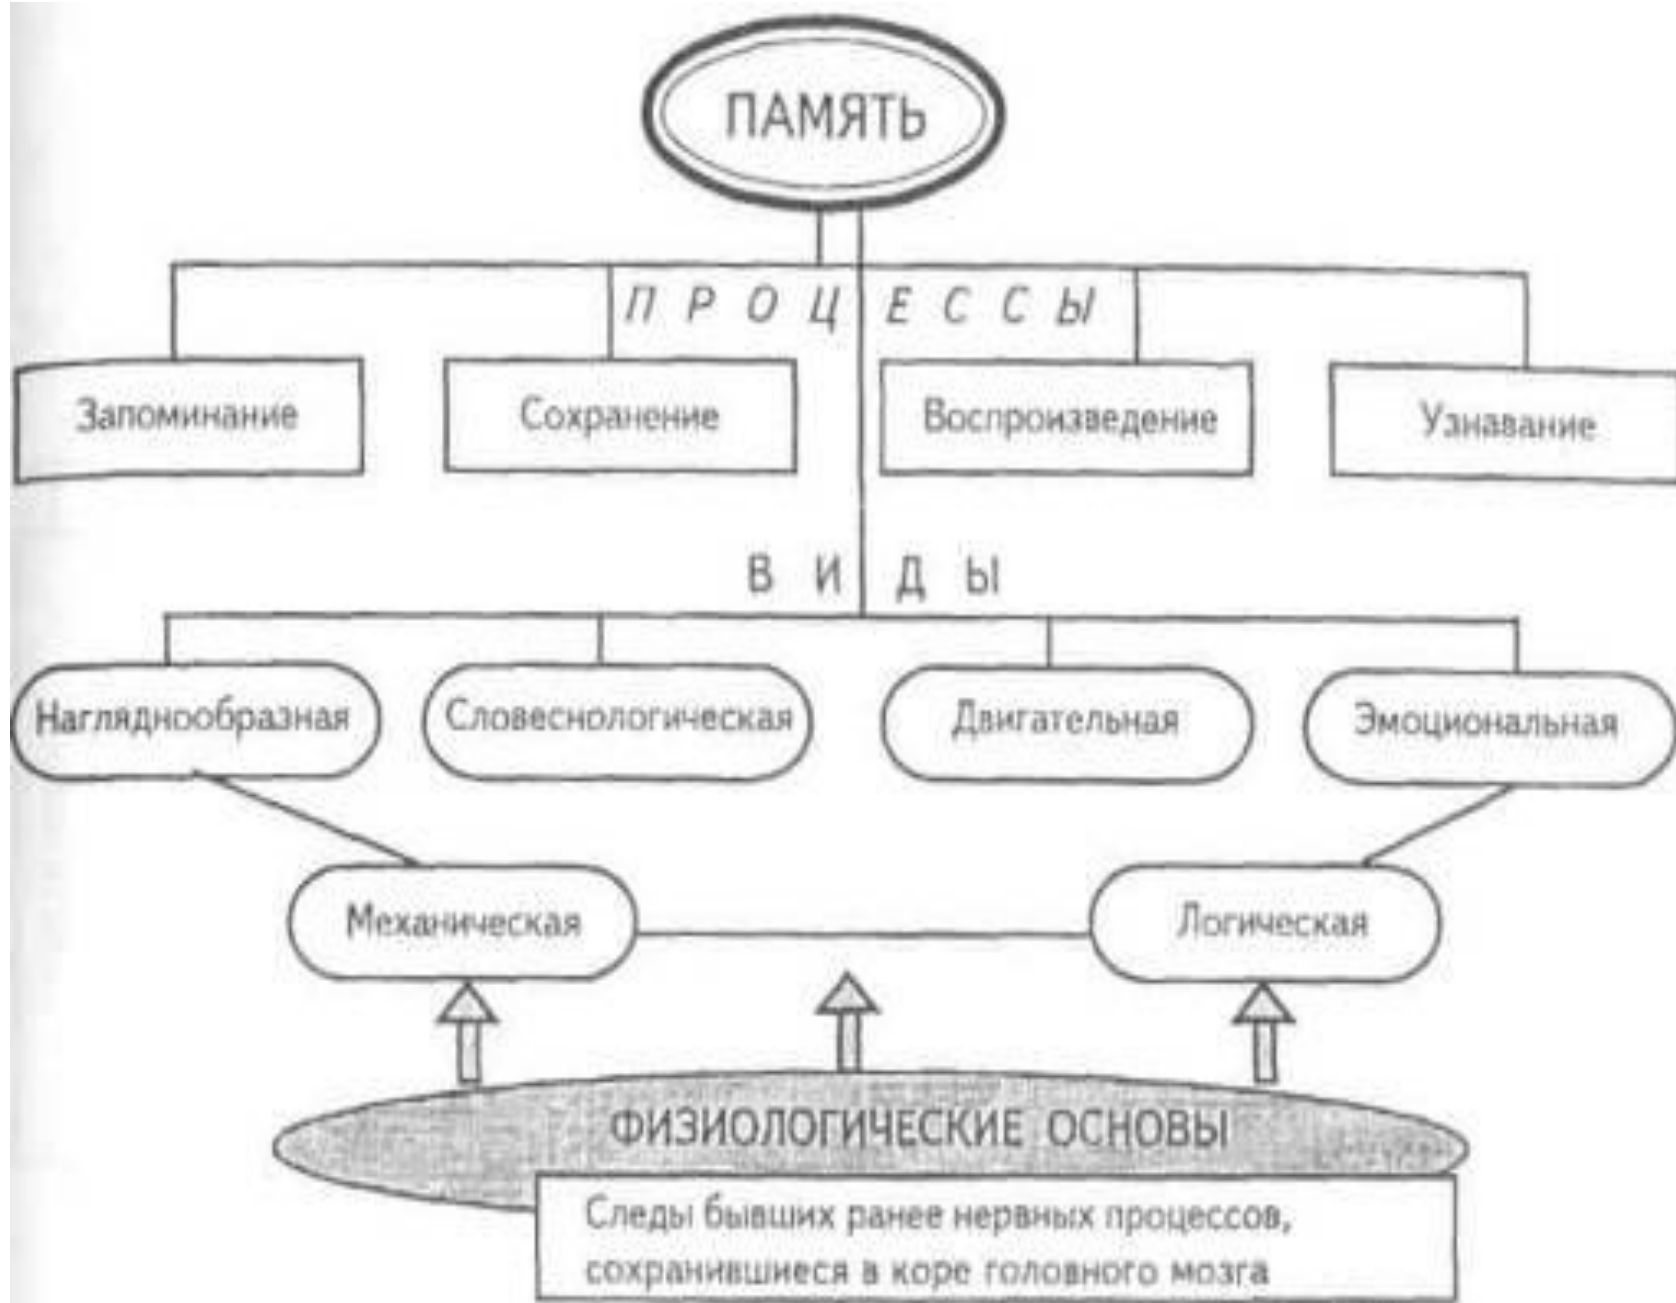 ПАМЯТЬ
ПРОЦЕССЫ
Запоминание
Сохранение
Воспроизведение
Узнавание
ВИДЫ
Нагляднообразная
Словеснологическая
Двигательная
Эмоциональная
Механическая
Логическая
ФИЗИОЛОГИЧЕСКИЕ ОСНОВЫ
Следы бывших ранее нервных процессов,
сохранившиеся в коре головного мозга